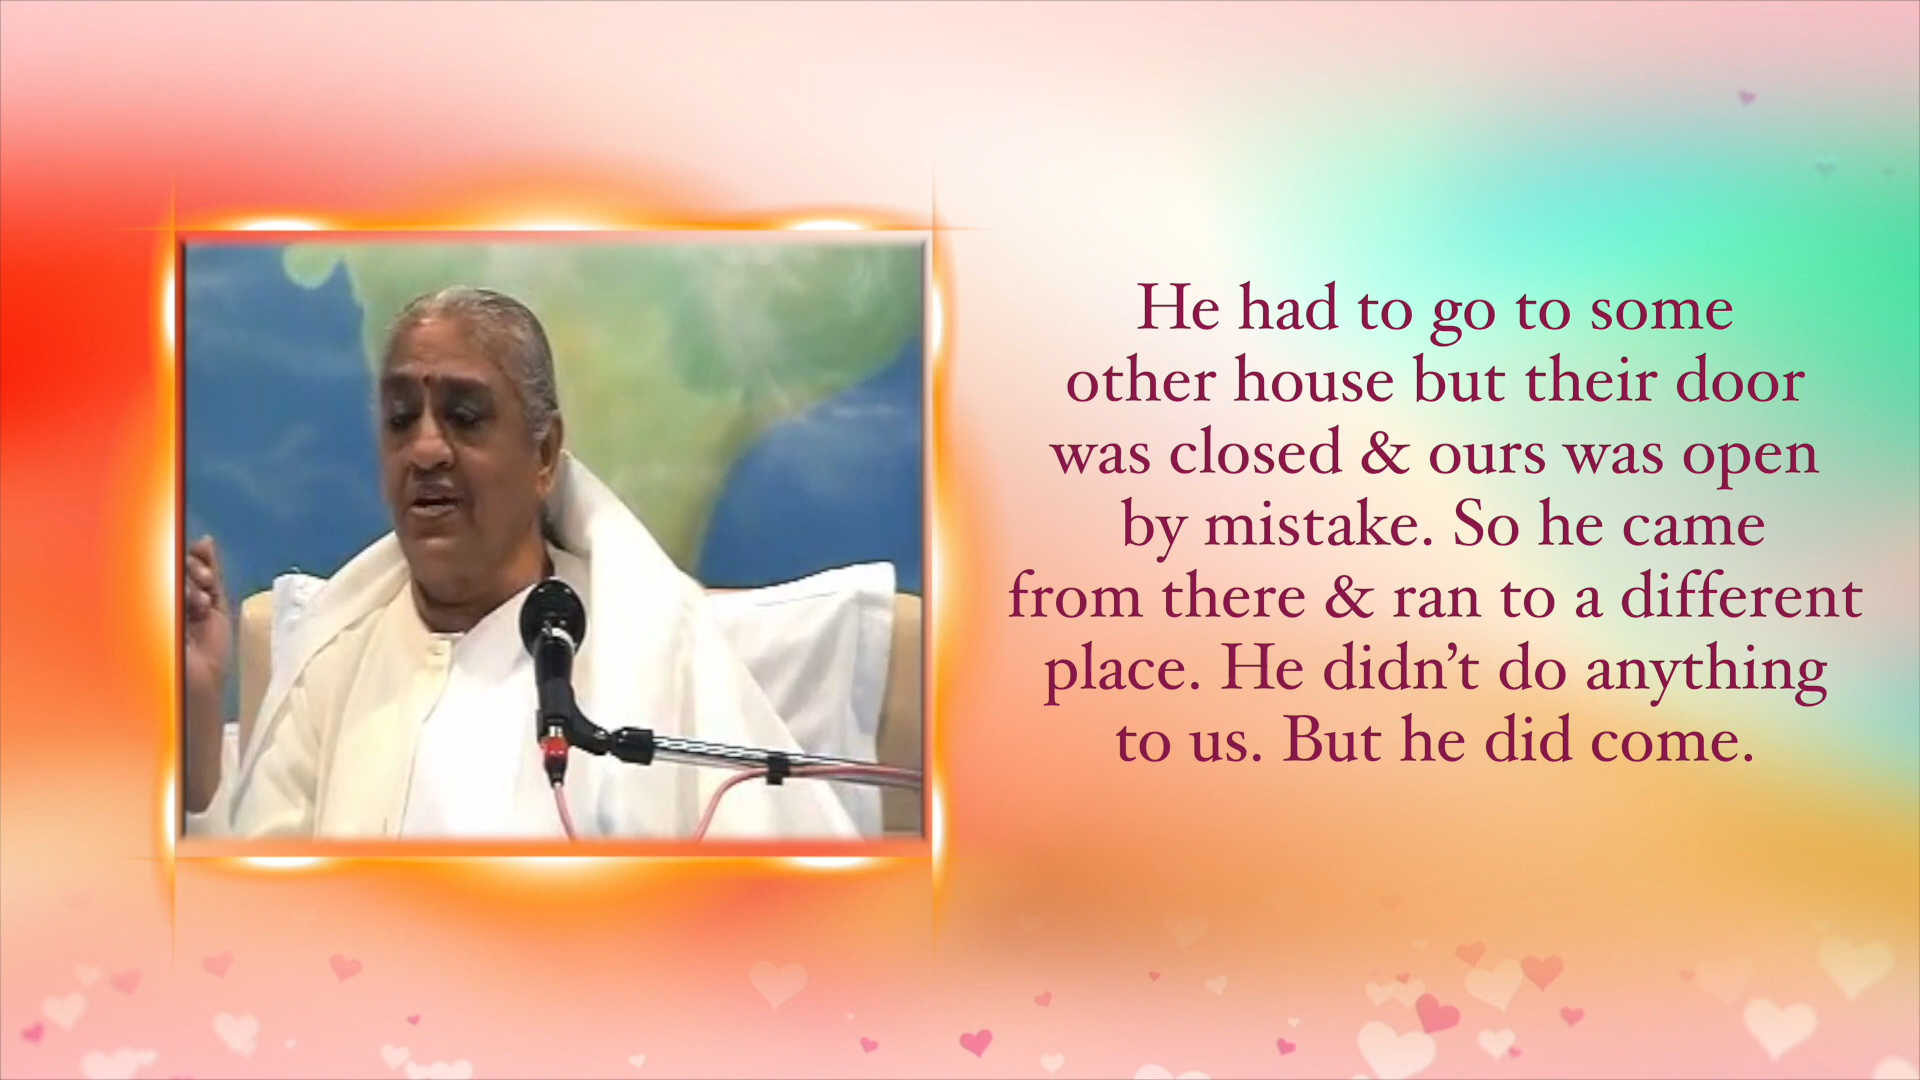 He had to go to some
other house but their door
was closed & ours was open
by mistake. So he came
from there & ran to a different
place. He didn’t do anything
to us. But he did come.